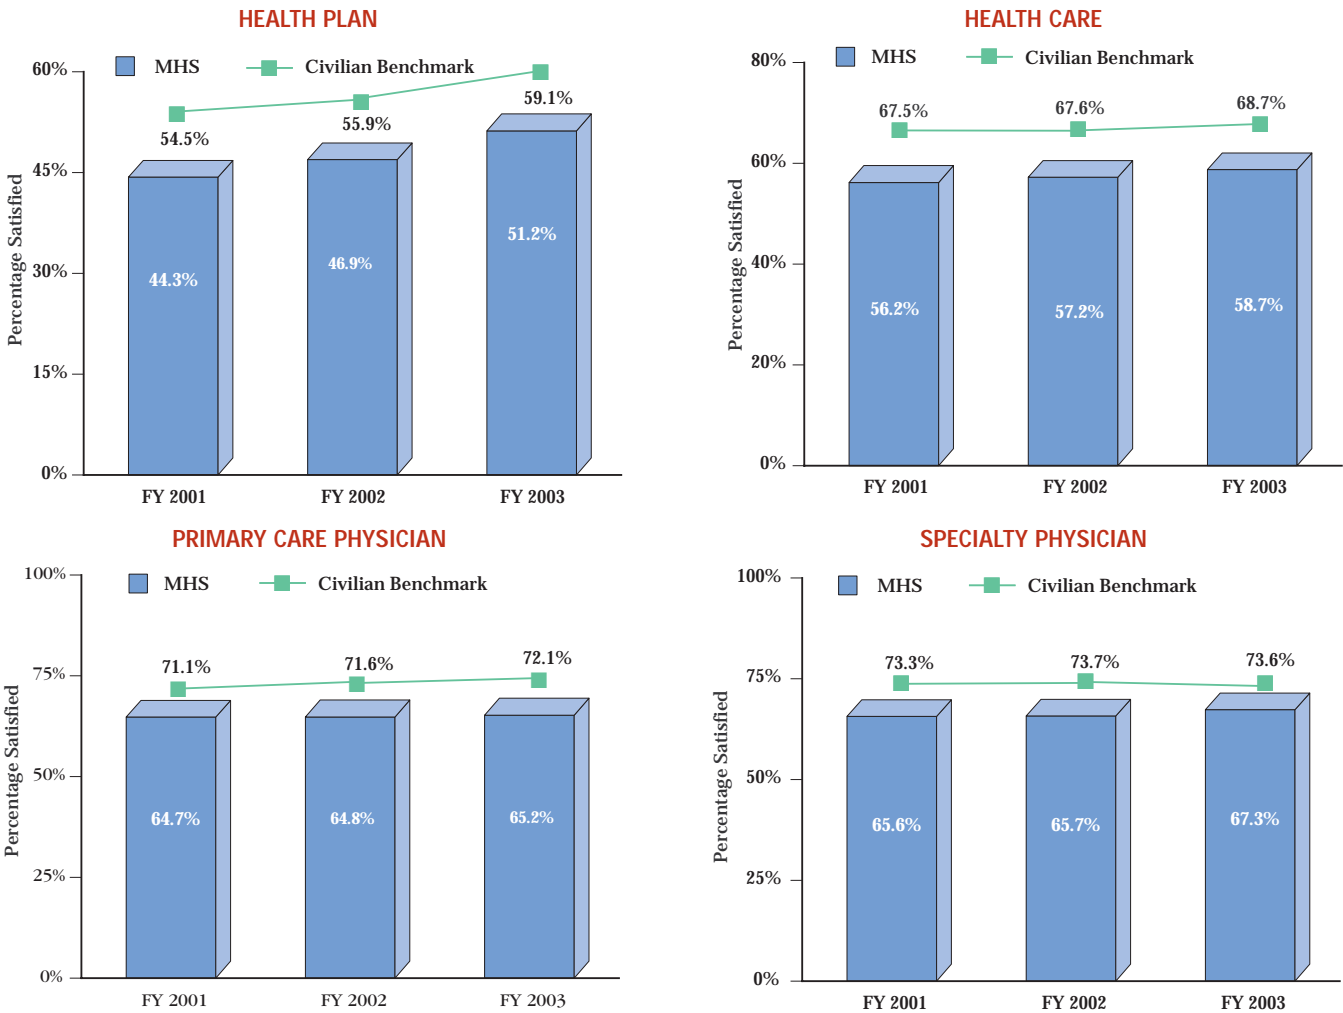 HEALTH PLAN
MHS Civilian Benchmark
60%
45%
30%
15%
0%
Percentage Satisfied
54.5%
55.9%
59.1%
44.3%
46.9%
51.2%
FY 2001 FY 2002 FY 2003
HEALTH CARE
MHS Civilian Benchmark
80%
60%
40%
20%
0%
Percentage Satisfied
67.5%
67.6%
68.7%
56.2%
57.2%
58.7%
FY 2001 FY 2002 FY 2003
PRIMARY CARE PHYSICIAN
MHS Civilian Benchmark
100%
75%
50%
25%
0%
Percentage Satisfied
71.1%
71.6%
72.1%
64.7%
64.8%
65.2%
FY 2001 FY 2002 FY 2003
SPECIALTY PHYSICIAN
MHS Civilian Benchmark
100%
75%
50%
25%
0%
Percentage Satisfied
73.3%
73.7%
73.6%
65.6%
65.7%
67.3%
FY 2001 FY 2002 FY 2003